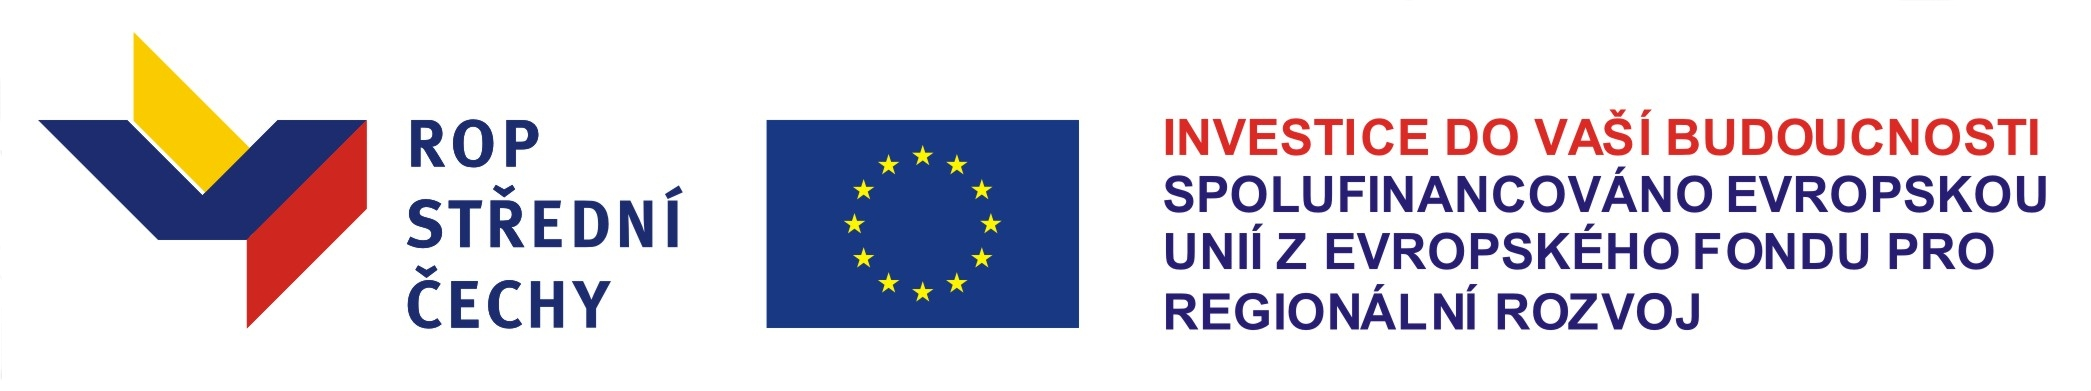 ROP
STŘEDNÍ
ČECHY
INVESTICE DO VAŠÍ BUDOUCNOSTI
SPOLUFINANCOVÁNO EVROPSKOU
UNIÍ Z EVROPSKÉHO FONDU PRO
REGIONÁLNÍ ROZVOJ